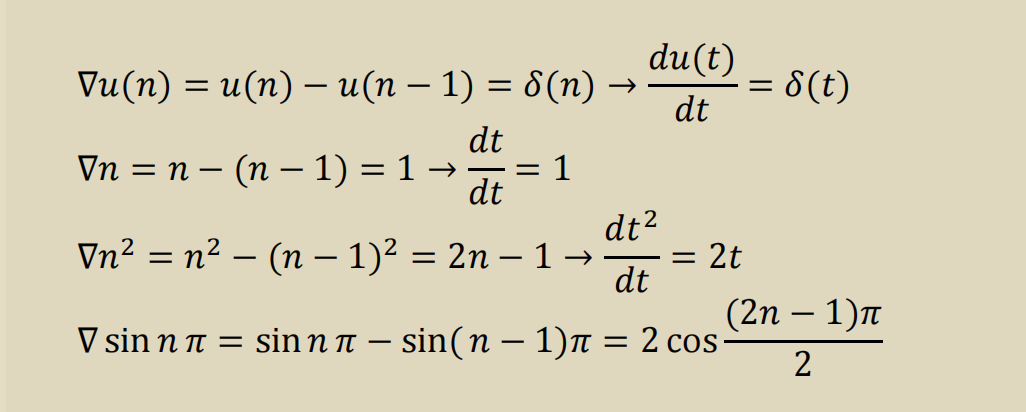 ∇u(n) = u(n) − u(n − 1) = δ(n) → du(t)/dt = δ(t)
∇n = n − (n − 1) = 1 → dt/dt = 1
∇n² = n² − (n − 1)² = 2n − 1 → dt²/dt = 2t
∇ sin n π = sin n π − sin( n − 1)π = 2 cos (2n − 1)π/2